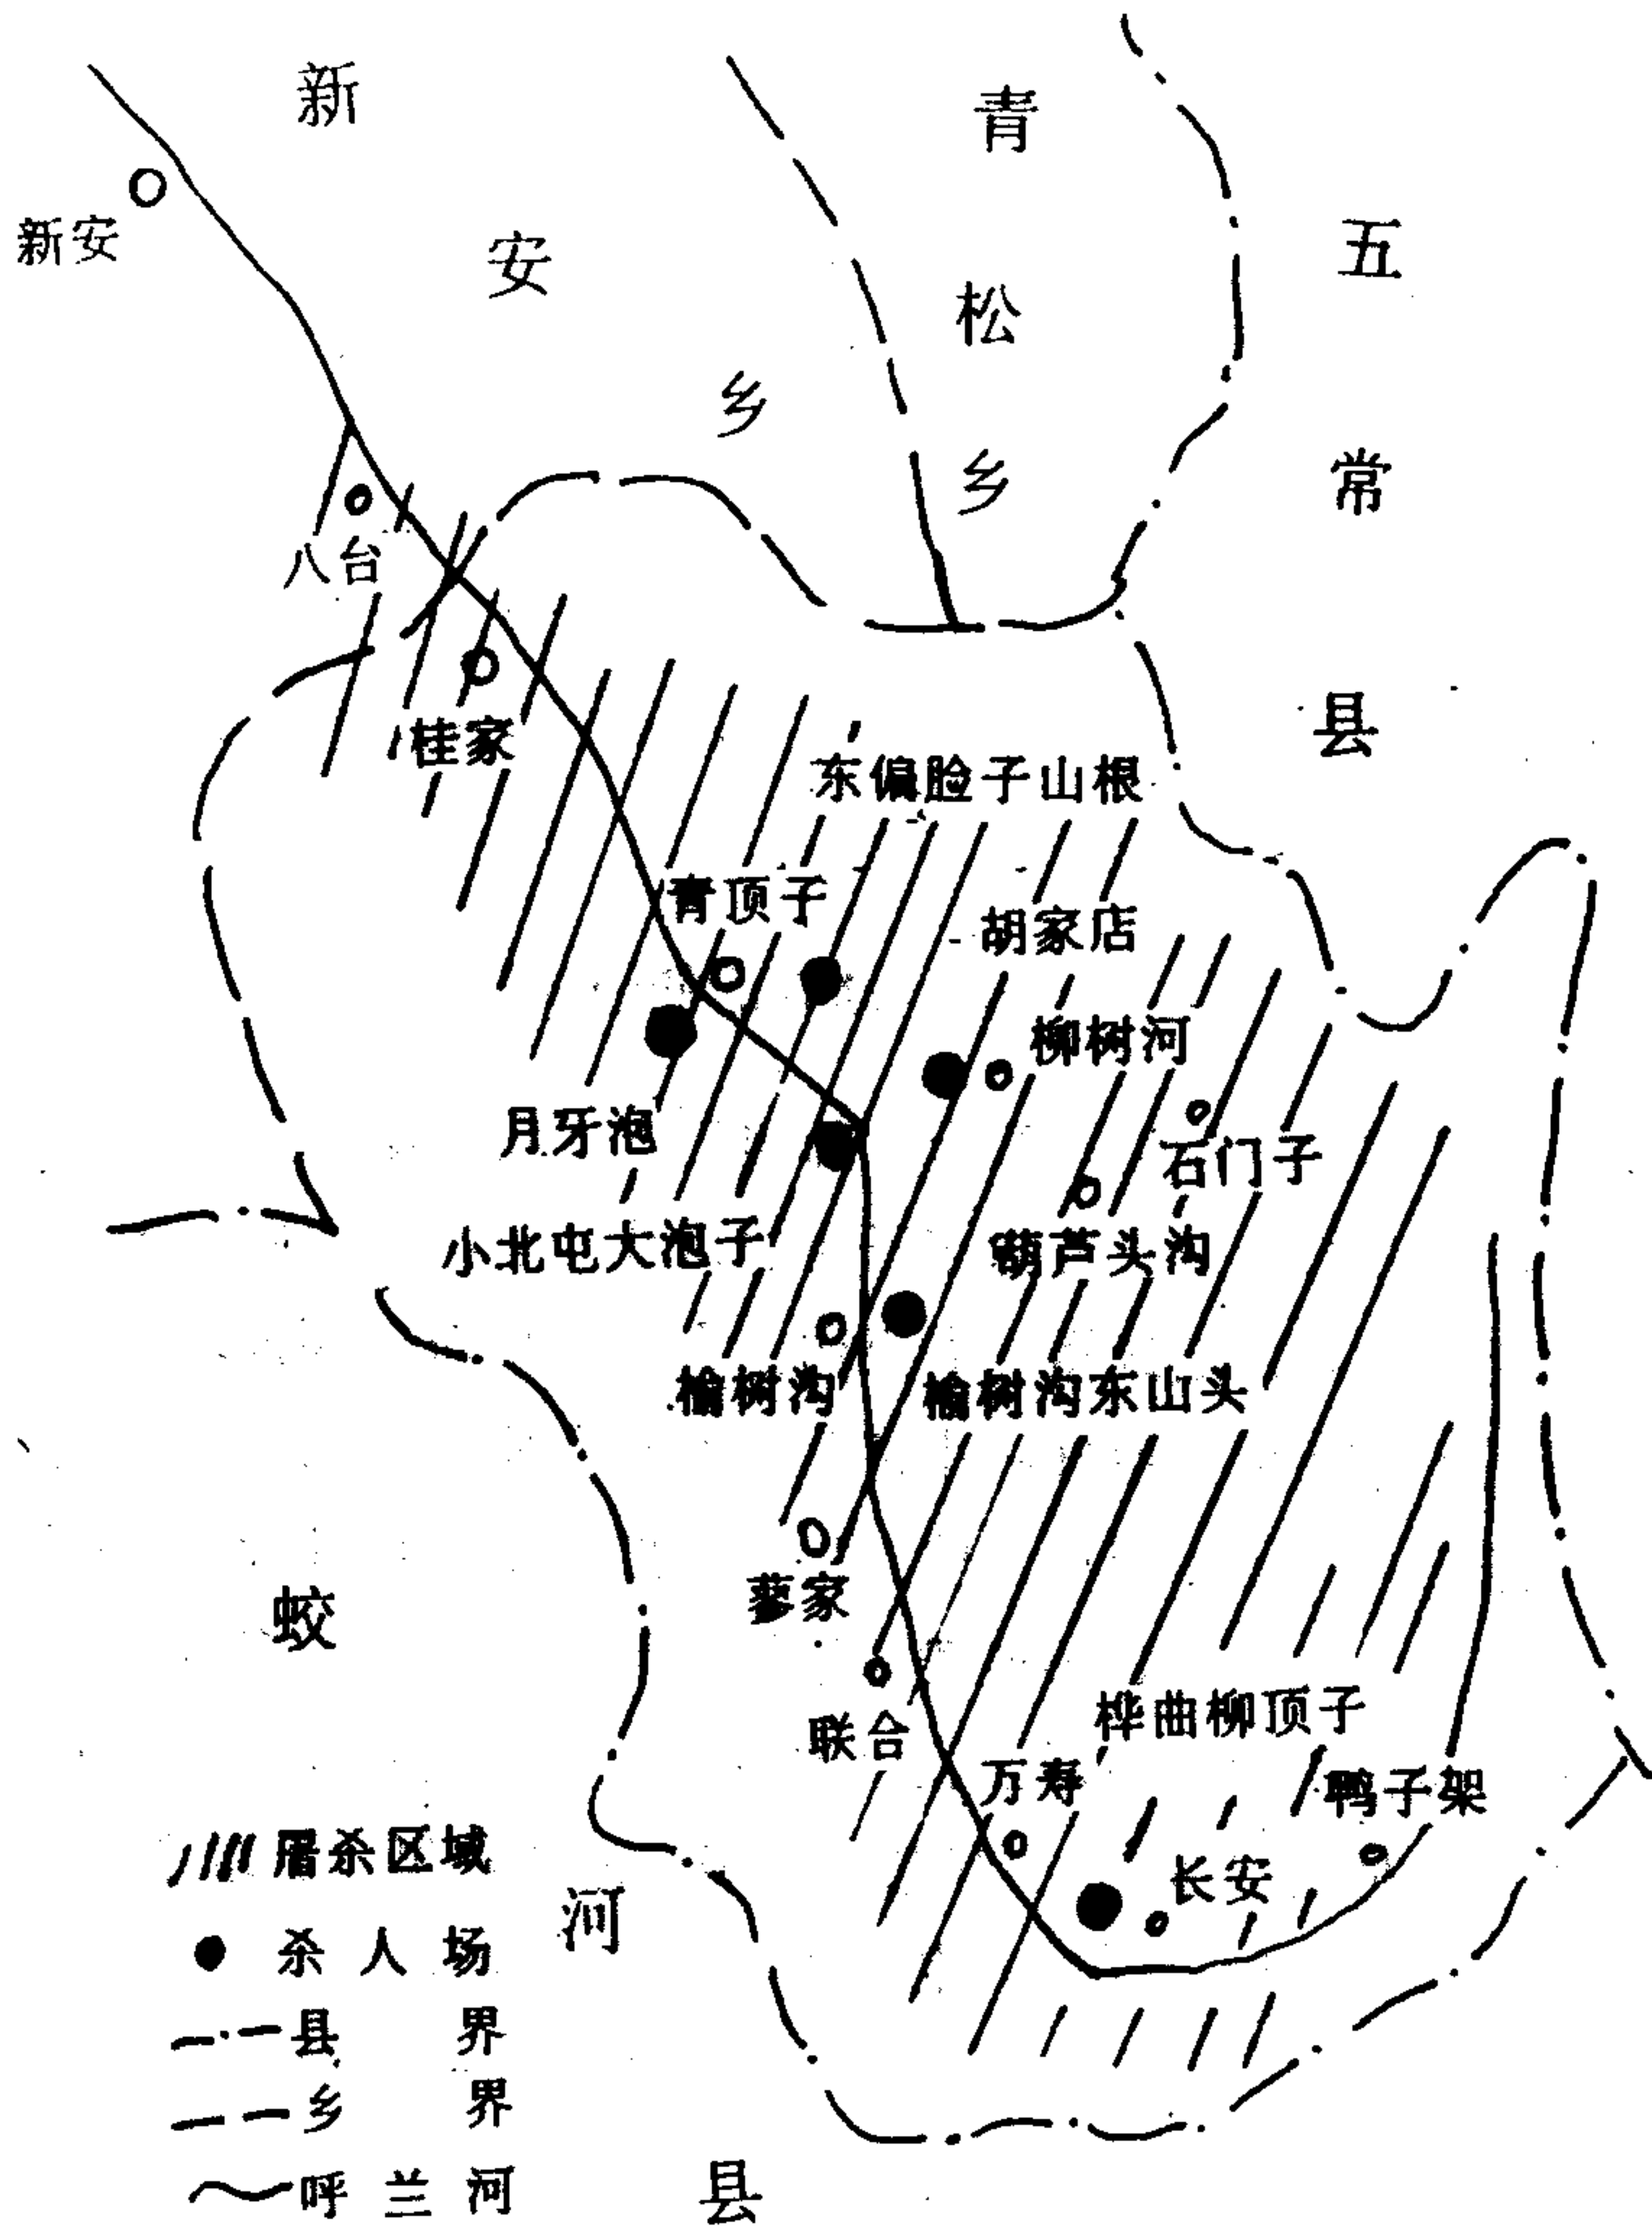 新安乡
青松乡
五常县
新安
八台
桂家
东偏脸子山根
青顶子
胡家店
柳树河
月牙泡
石门子
小北屯大泡子
葫芦头沟
榆树沟
榆树沟东山头
蓼家
联合
桦曲柳顶子
万寿
鸭子架
长安
蛟河县
屠杀区域
杀人场
县界
乡界
呼兰河